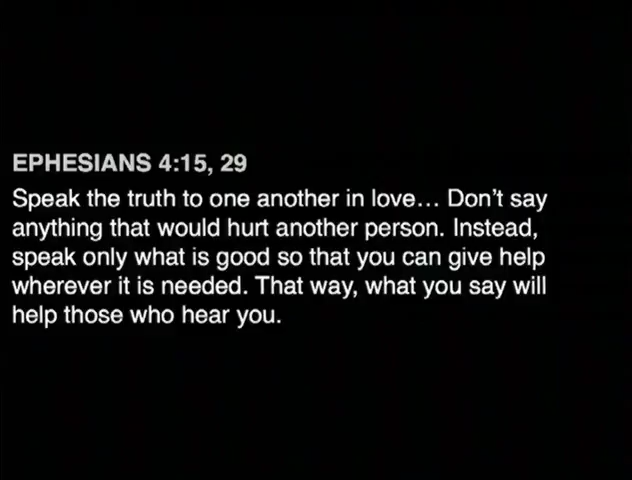 EPHESIANS 4:15, 29
Speak the truth to one another in love… Don’t say
anything that would hurt another person. Instead,
speak only what is good so that you can give help
wherever it is needed. That way, what you say will
help those who hear you.